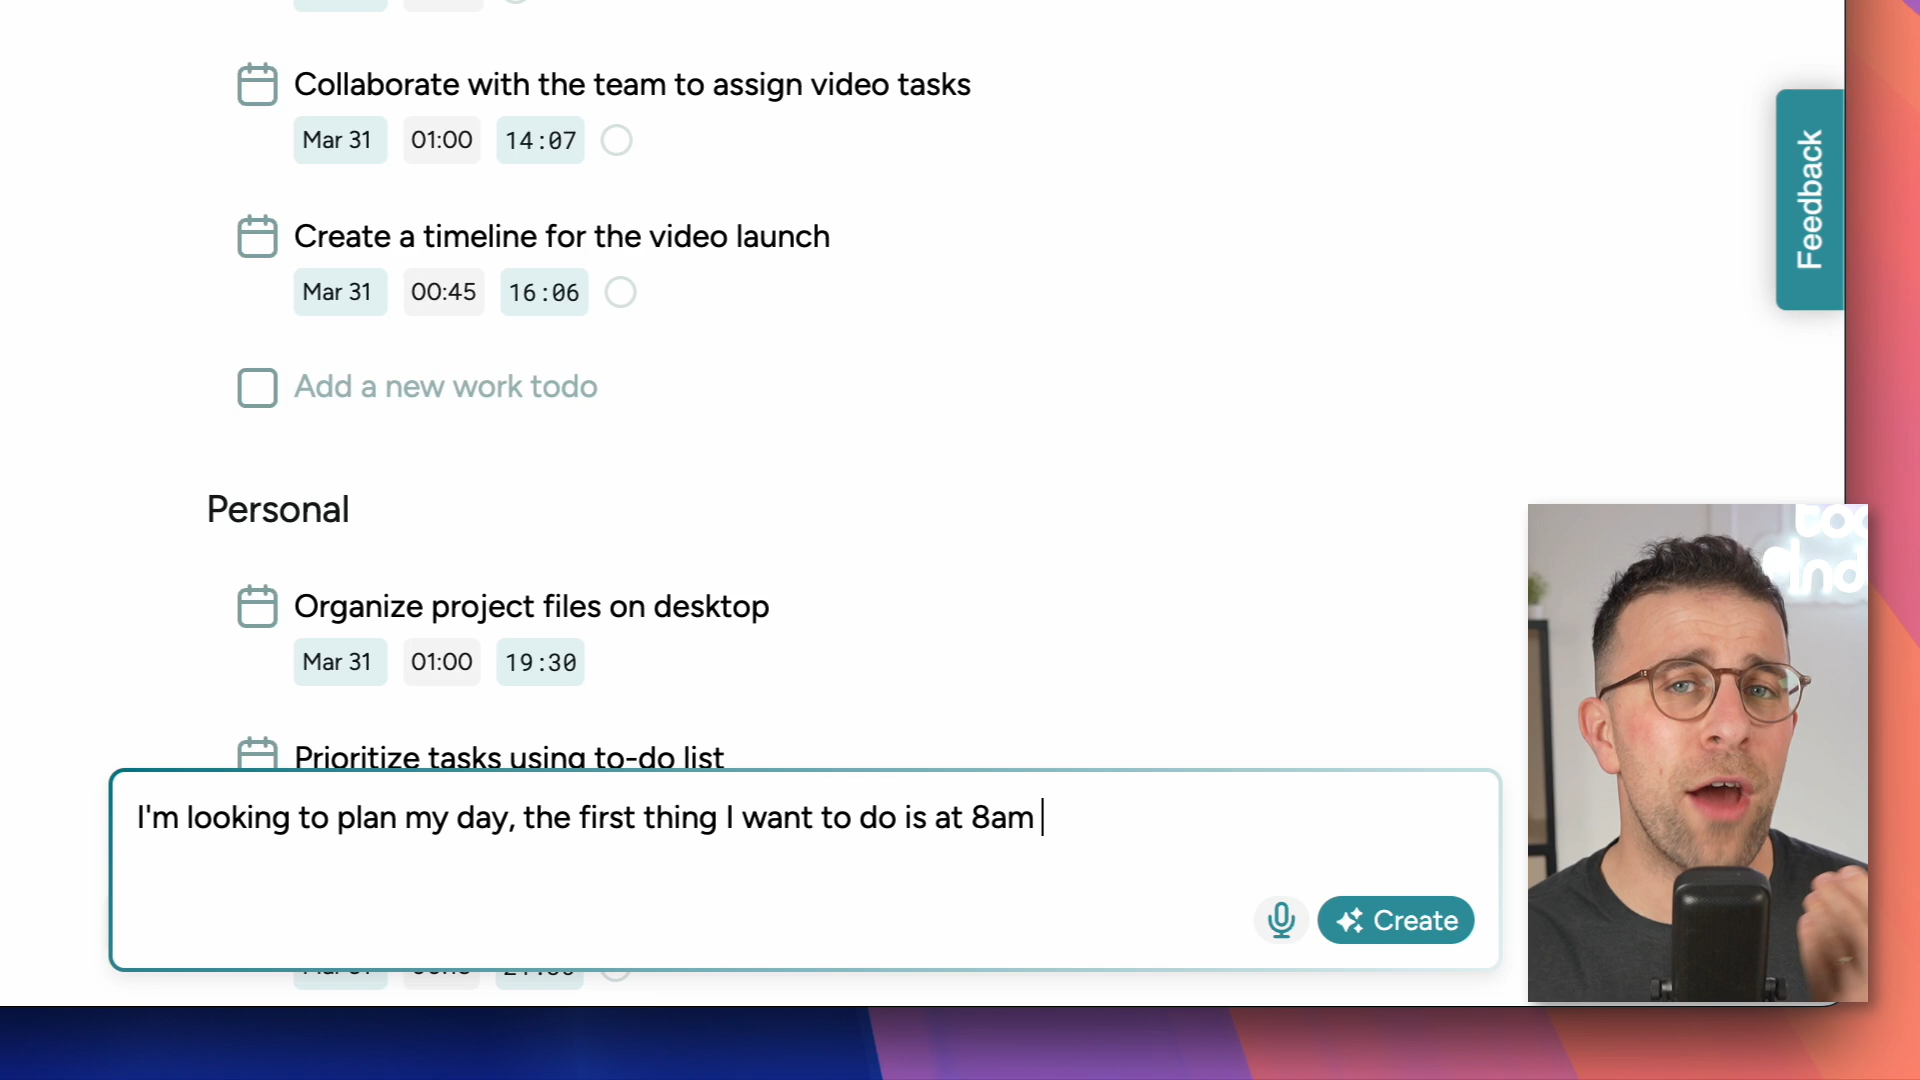 Collaborate with the team to assign video tasks
Mar 31 01:00 14:07
Create a timeline for the video launch
Mar 31 00:45 16:06
Add a new work todo
Personal
Organize project files on desktop
Mar 31 01:00 19:30
Prioritize tasks using to-do list
I'm looking to plan my day, the first thing I want to do is at 8am
Create
Feedback